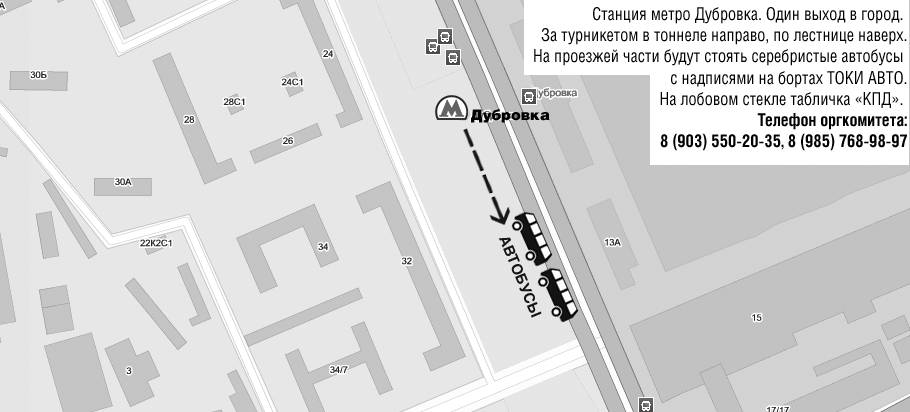 Станция метро Дубровка. Один выход в город.
За турникетом в тоннеле направо, по лестнице наверх.
На проезжей части будут стоять серебристые автобусы
с надписями на бортах ТОКИ АВТО.
На лобовом стекле табличка «КПД».
Телефон оргкомитета:
8 (903) 550-20-35, 8 (985) 768-98-97
24
30Б
24С1
28С1
28
26
Дубровка
М Дубровка
30А
22К2С1
34
32
13А
АВТОБУСЫ
15
3
34/7
17/17